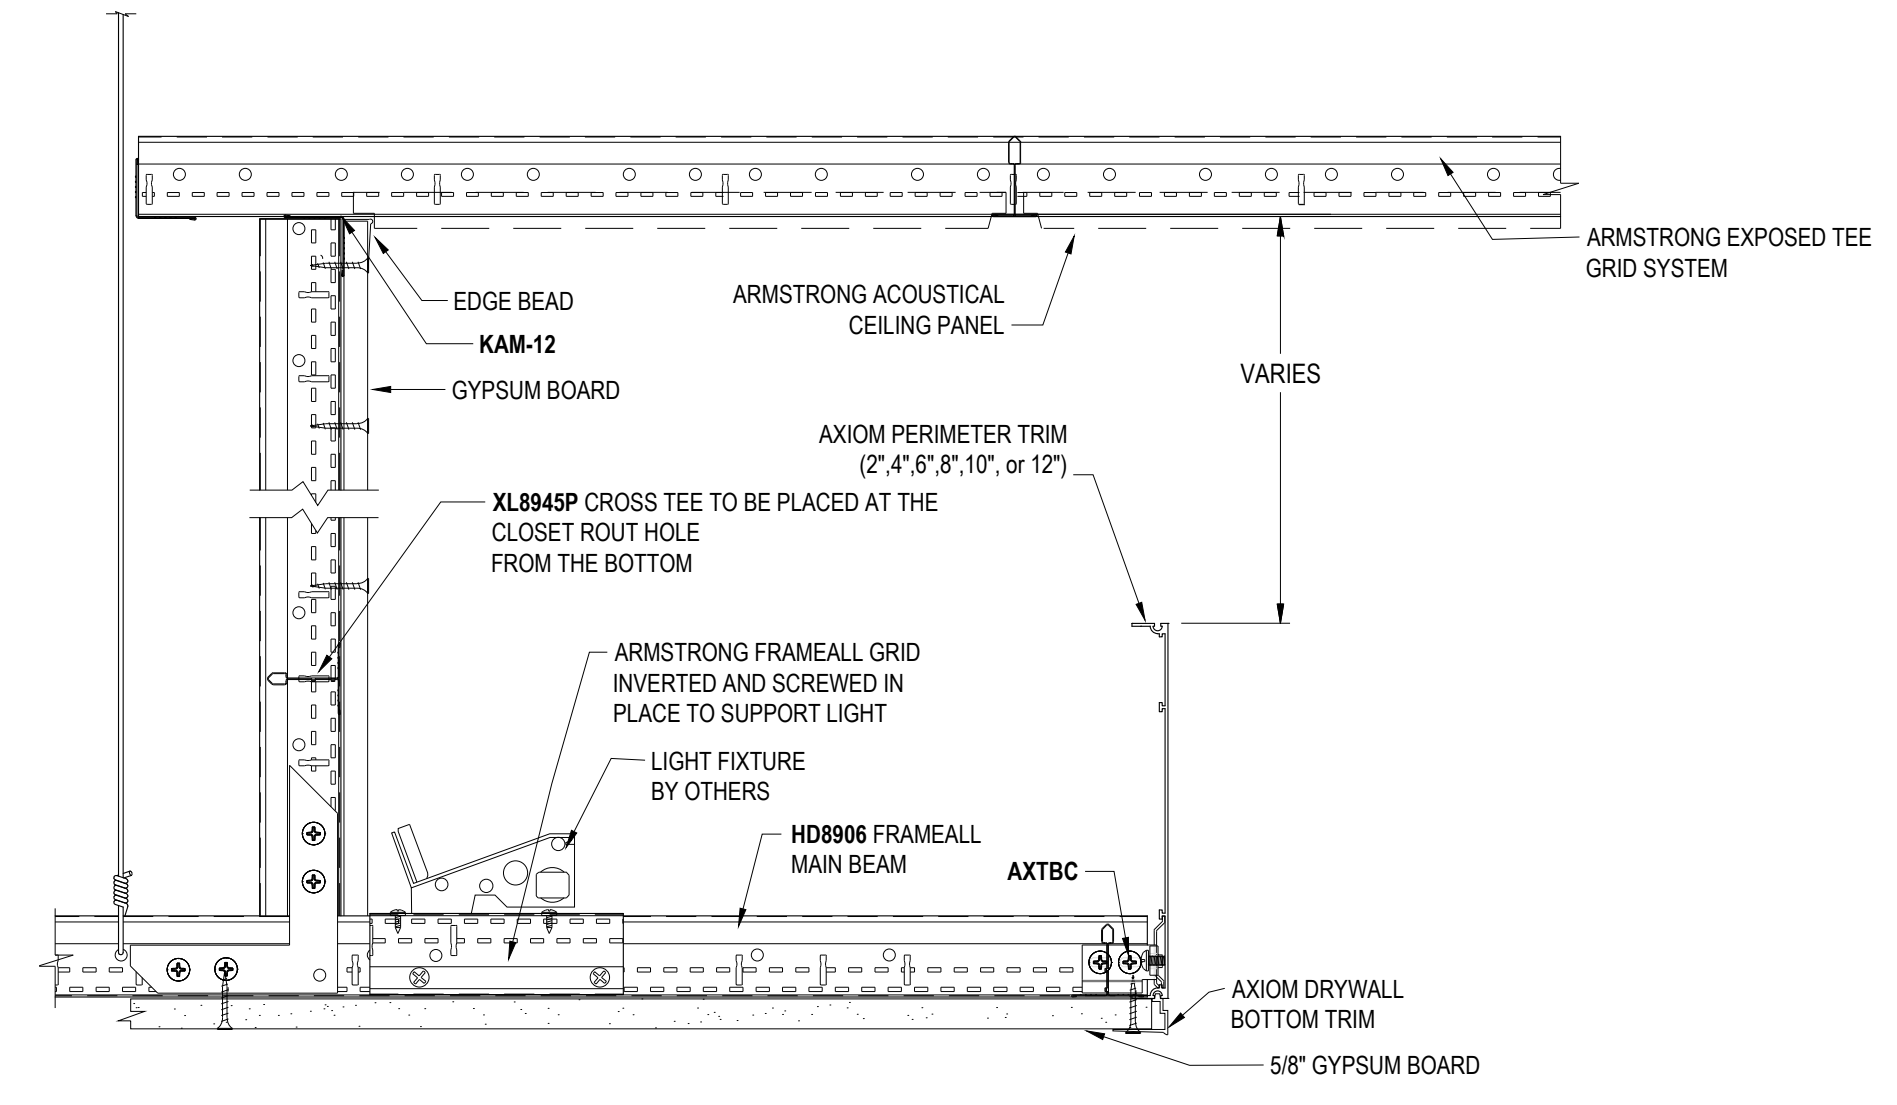 ARMSTRONG EXPOSED TEE
GRID SYSTEM
EDGE BEAD
ARMSTRONG ACOUSTICAL
CEILING PANEL
KAM-12
GYPSUM BOARD
VARIES
AXIOM PERIMETER TRIM
(2",4",6",8",10", or 12")
XL8945P CROSS TEE TO BE PLACED AT THE
CLOSET ROUT HOLE
FROM THE BOTTOM
ARMSTRONG FRAMEALL GRID
INVERTED AND SCREWED IN
PLACE TO SUPPORT LIGHT
LIGHT FIXTURE
BY OTHERS
HD8906 FRAMEALL
MAIN BEAM
AXTBC
AXIOM DRYWALL
BOTTOM TRIM
5/8" GYPSUM BOARD